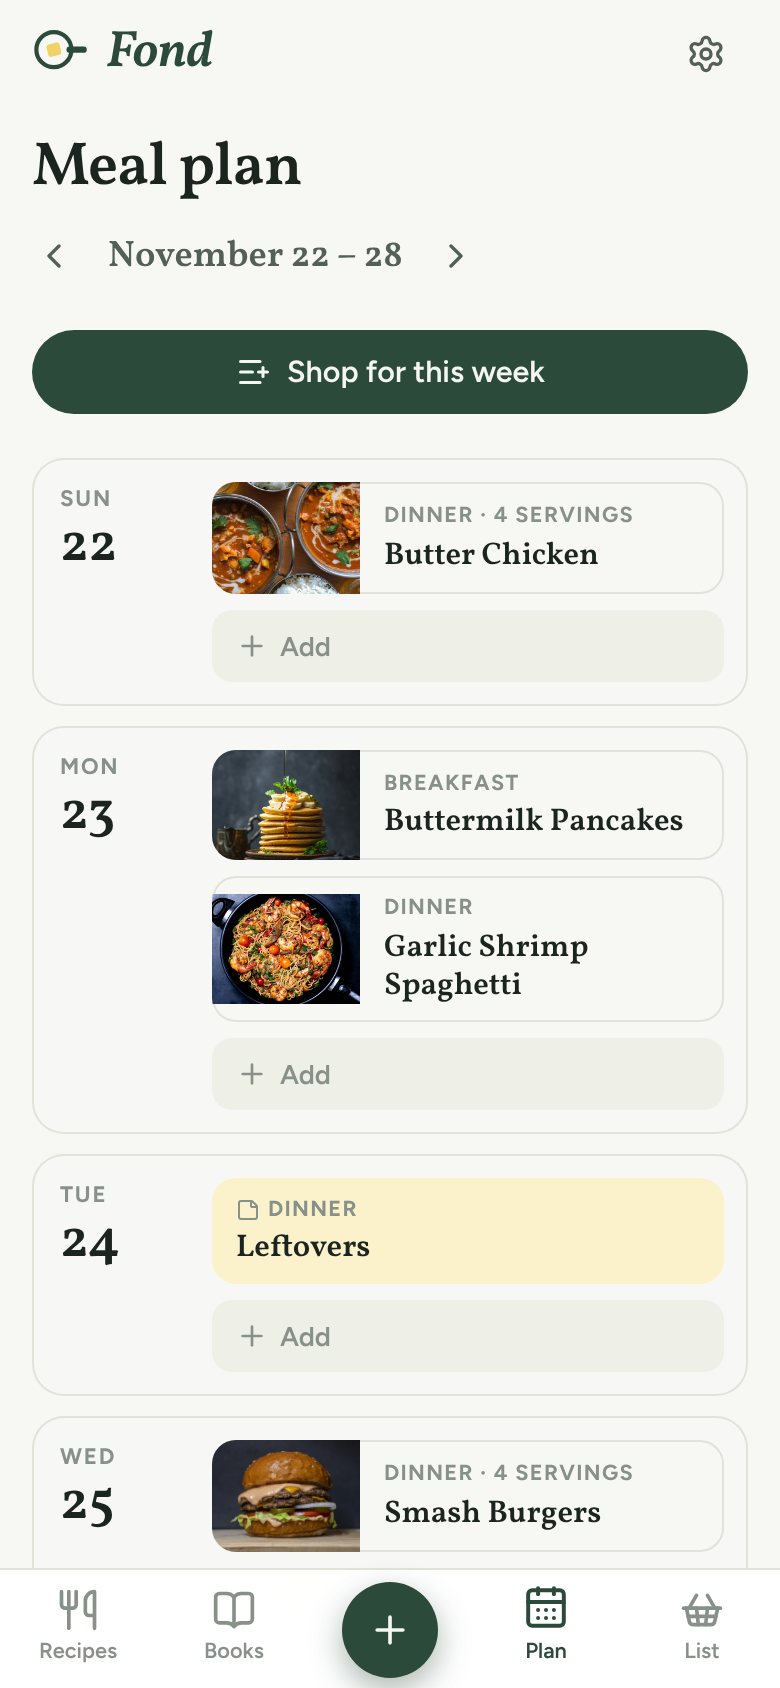 Fond
Meal plan
November 22 – 28
Shop for this week
SUN
22
DINNER · 4 SERVINGS
Butter Chicken
Add
MON
23
BREAKFAST
Buttermilk Pancakes
DINNER
Garlic Shrimp
Spaghetti
Add
TUE
24
DINNER
Leftovers
Add
WED
25
DINNER · 4 SERVINGS
Smash Burgers
Recipes
Books
Plan
List